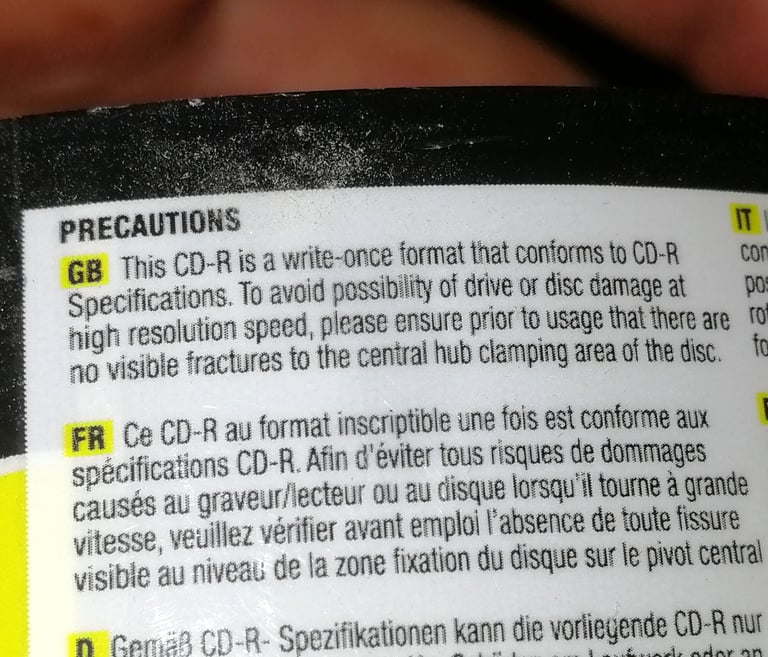 PRECAUTIONS
GB This CD-R is a write-once format that conforms to CD-R
Specifications. To avoid possibility of drive or disc damage at
high resolution speed, please ensure prior to usage that there are
no visible fractures to the central hub clamping area of the disc.
FR Ce CD-R au format inscriptible une fois est conforme aux
spécifications CD-R. Afin d'éviter tous risques de dommages
causés au graveur/lecteur ou au disque lorsqu'il tourne à grande
vitesse, veuillez vérifier avant emploi l'absence de toute fissure
visible au niveau de la zone fixation du disque sur le pivot central
D Gemäß CD-R- Spezifikationen kann die vorliegende CD-R nur
IT